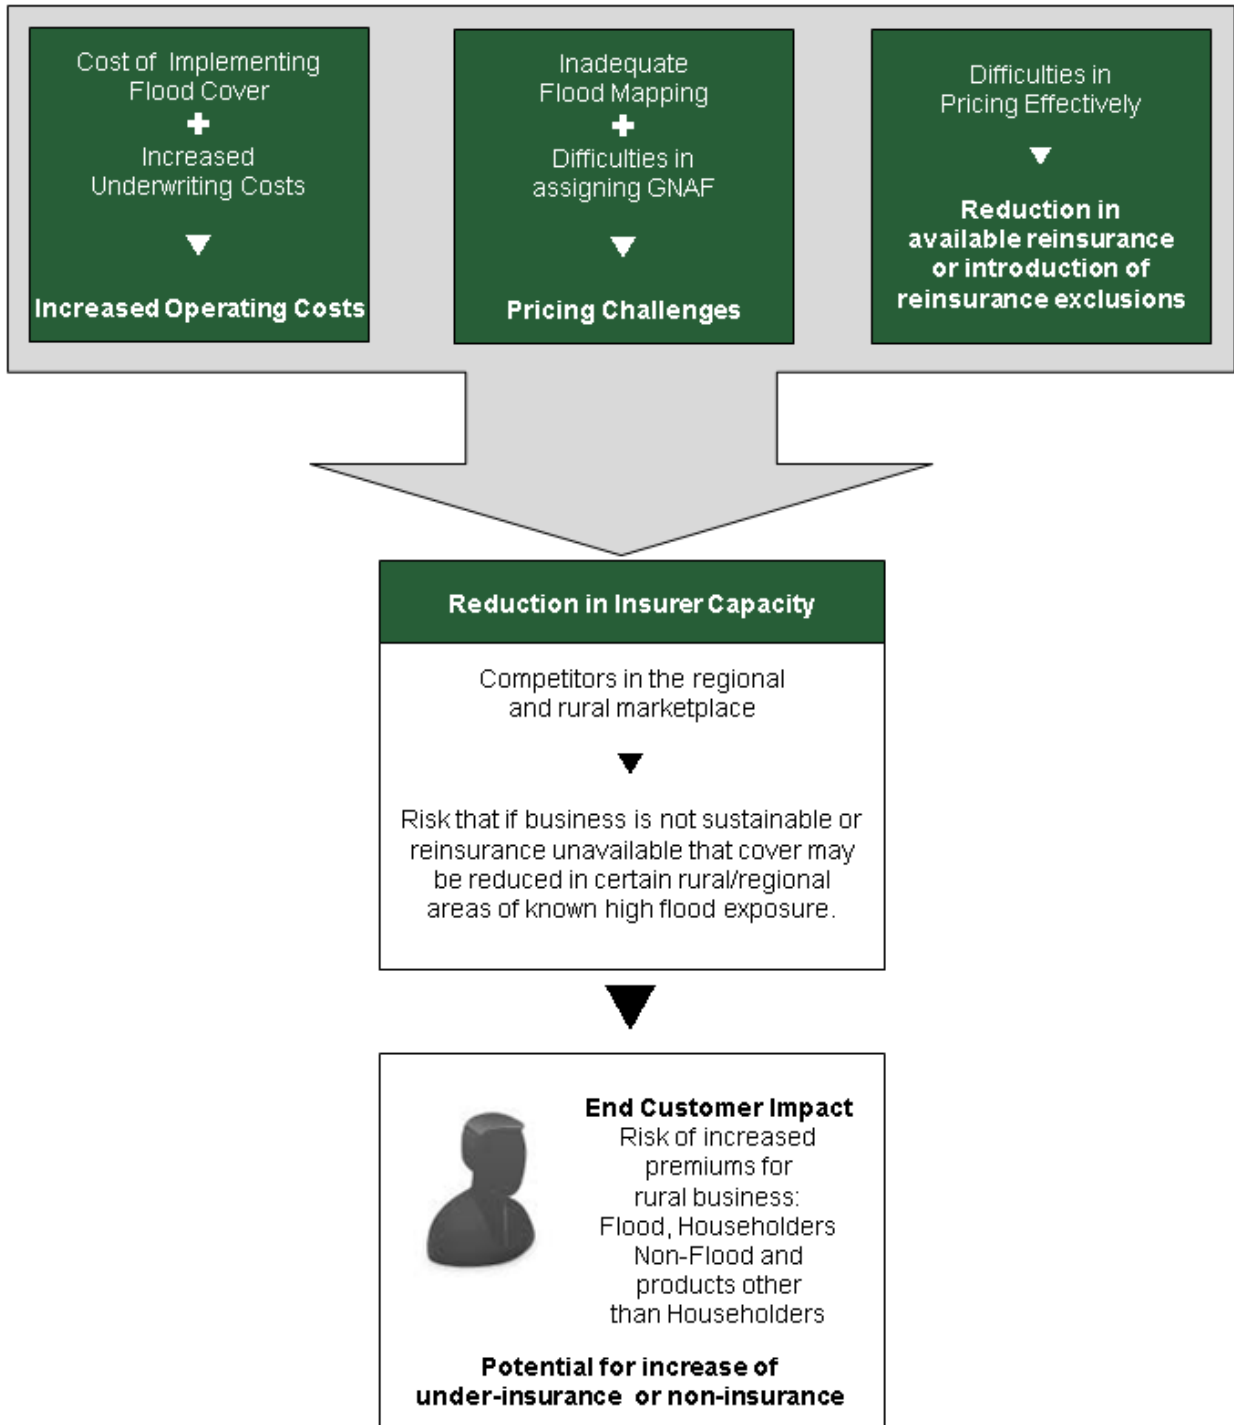 Cost of Implementing
Flood Cover
+
Increased
Underwriting Costs
Increased Operating Costs
Inadequate
Flood Mapping
+
Difficulties in
assigning GNAF
Pricing Challenges
Difficulties in
Pricing Effectively
Reduction in
available reinsurance
or introduction of
reinsurance exclusions
Reduction in Insurer Capacity
Competitors in the regional
and rural marketplace
Risk that if business is not sustainable or
reinsurance unavailable that cover may
be reduced in certain rural/regional
areas of known high flood exposure.
End Customer Impact
Risk of increased
premiums for
rural business:
Flood, Householders
Non-Flood and
products other
than Householders
Potential for increase of
under-insurance or non-insurance